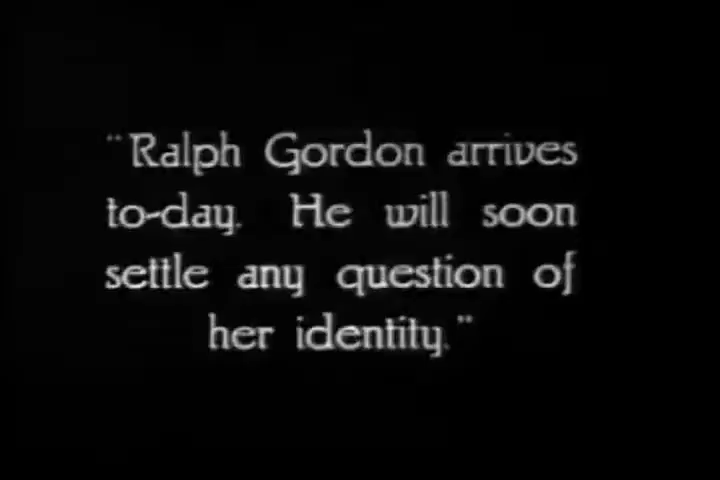 "Ralph Gordon arrives
to-day. He will soon
settle any question of
her identity."